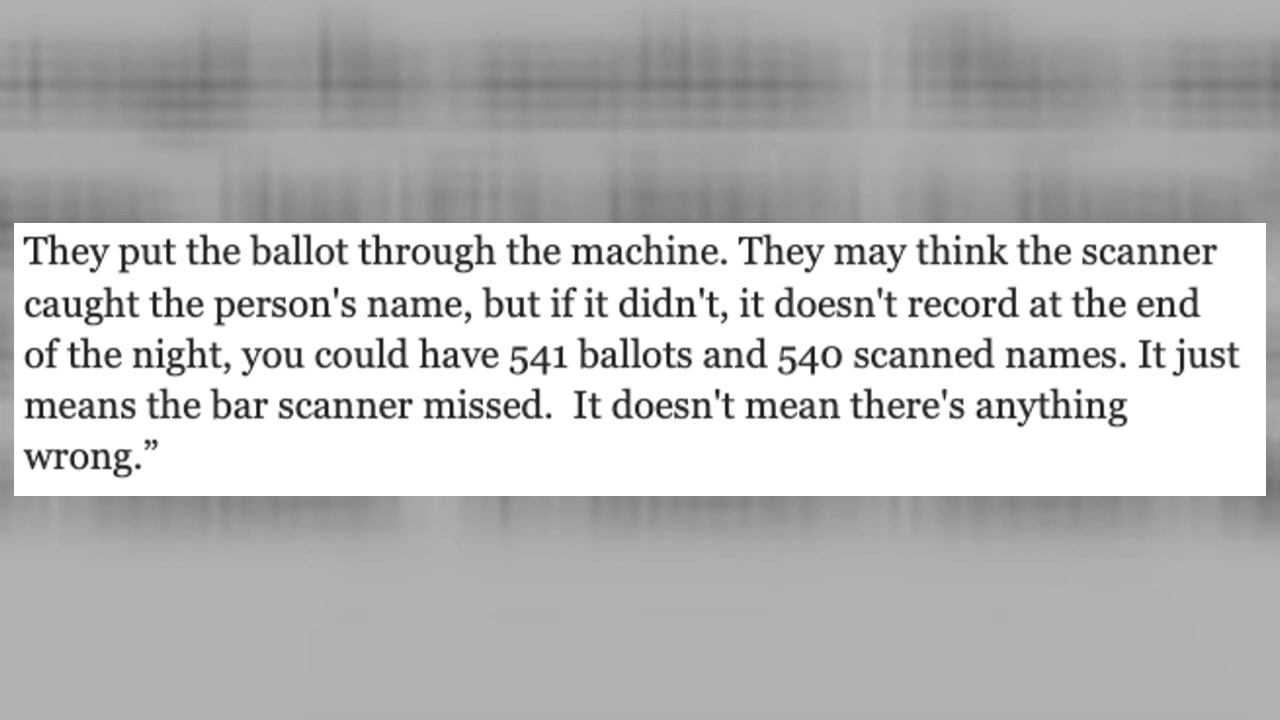 They put the ballot through the machine. They may think the scanner
caught the person's name, but if it didn't, it doesn't record at the end
of the night, you could have 541 ballots and 540 scanned names. It just
means the bar scanner missed.  It doesn't mean there's anything
wrong.”